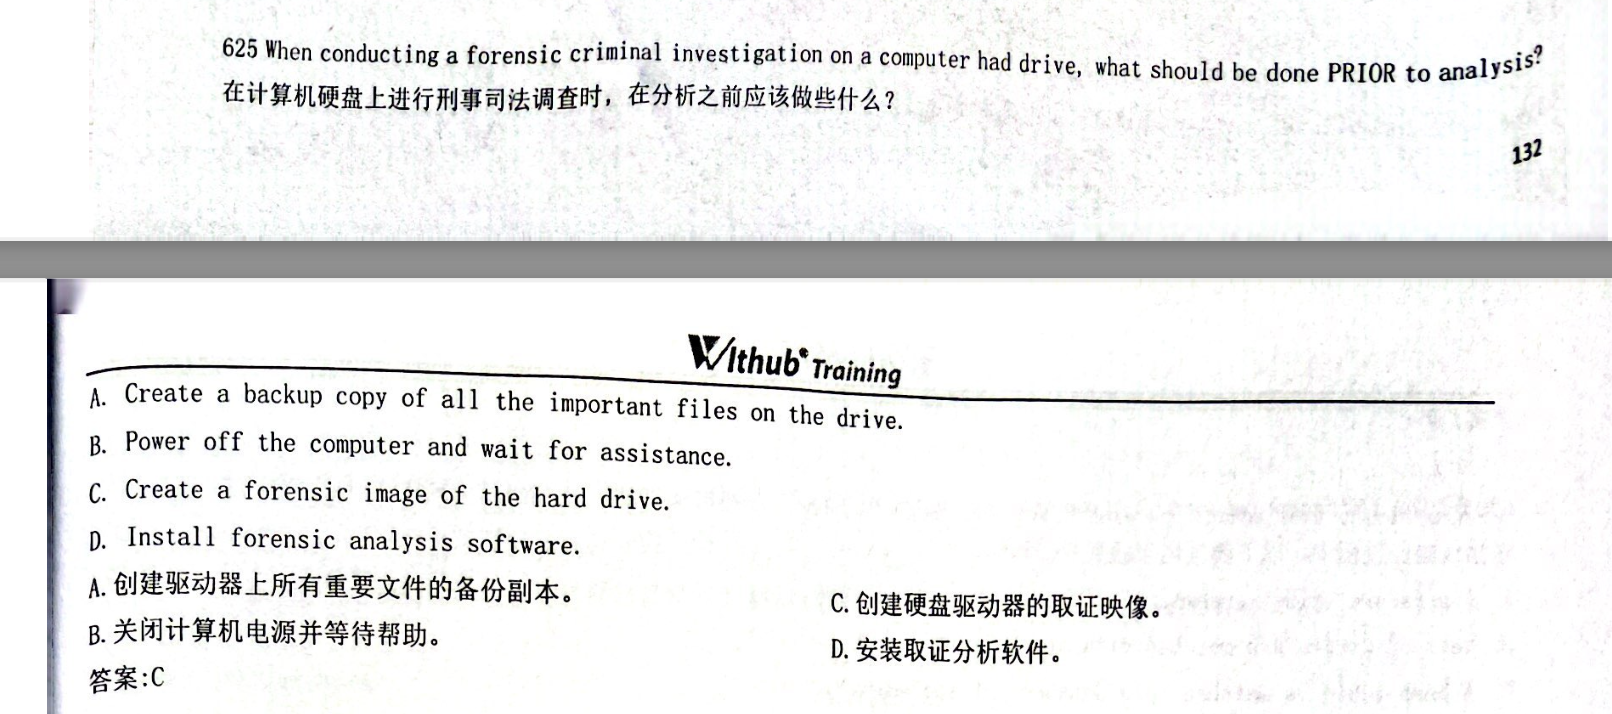 625 When conducting a forensic criminal investigation on a computer had drive, what should be done PRIOR to analysis?
在计算机硬盘上进行刑事司法调查时，在分析之前应该做些什么？
132
Withub® Training
A. Create a backup copy of all the important files on the drive.
B. Power off the computer and wait for assistance.
C. Create a forensic image of the hard drive.
D. Install forensic analysis software.
A. 创建驱动器上所有重要文件的备份副本。
C. 创建硬盘驱动器的取证映像。
B. 关闭计算机电源并等待帮助。
D. 安装取证分析软件。
答案:C